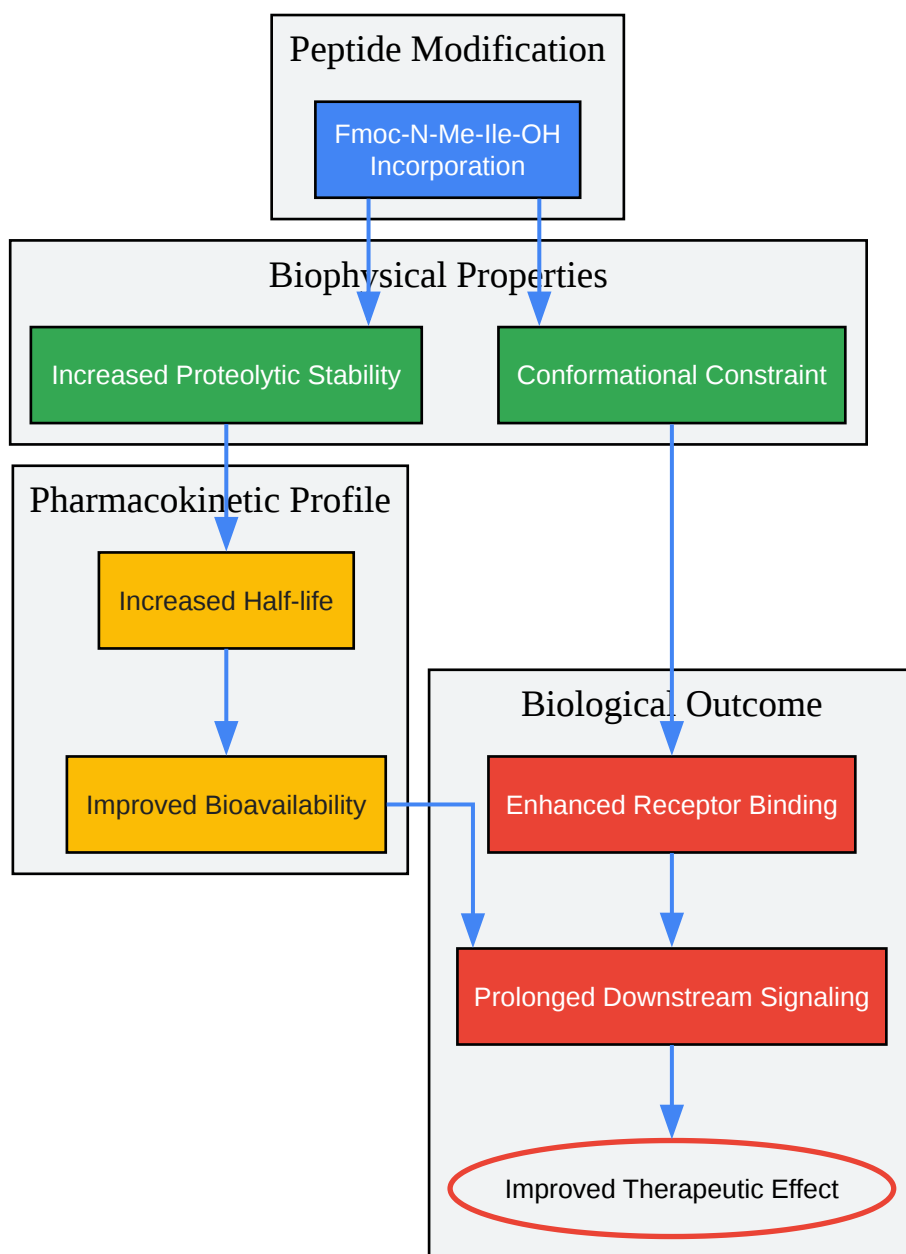 Peptide Modification
Fmoc-N-Me-Ile-OH
Incorporation
Biophysical Properties
Increased Proteolytic Stability
Conformational Constraint
Pharmacokinetic Profile
Increased Half-life
Improved Bioavailability
Biological Outcome
Enhanced Receptor Binding
Prolonged Downstream Signaling
Improved Therapeutic Effect